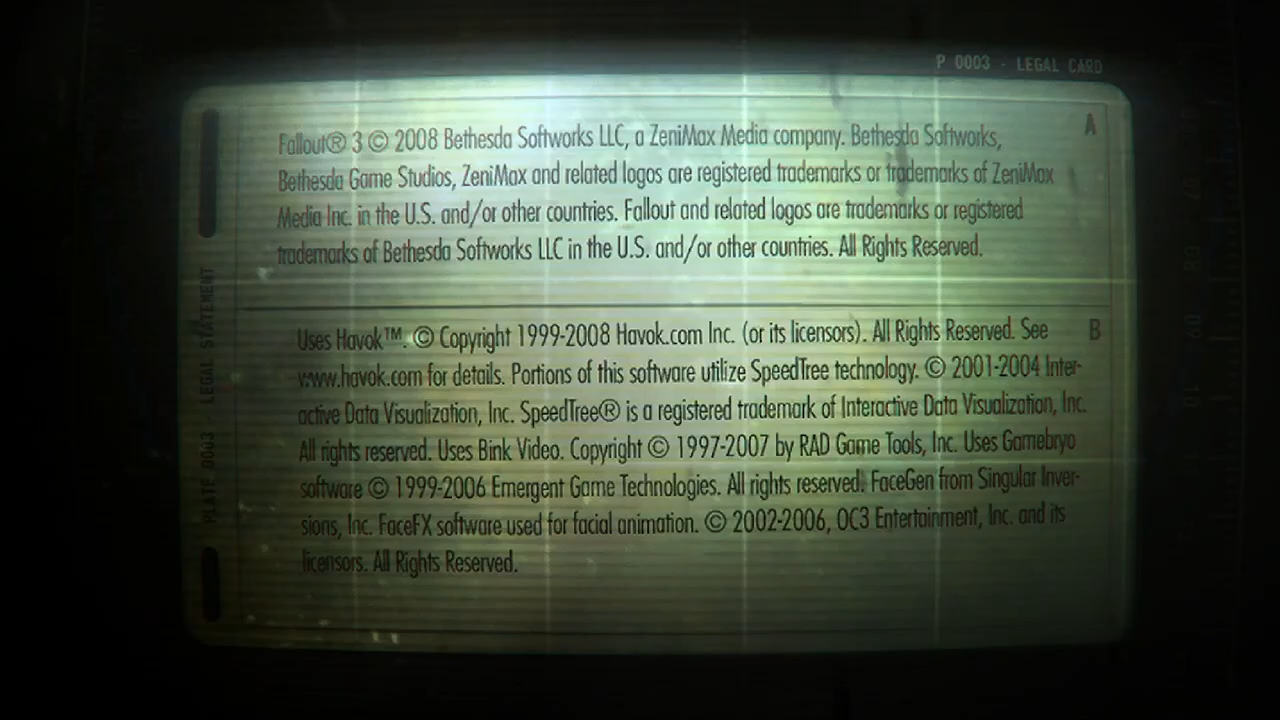 P 0003 - LEGAL CARD
A
Fallout® 3 © 2008 Bethesda Softworks LLC, a ZeniMax Media company. Bethesda Softworks,
Bethesda Game Studios, ZeniMax and related logos are registered trademarks or trademarks of ZeniMax
Media Inc. in the U.S. and/or other countries. Fallout and related logos are trademarks or registered
trademarks of Bethesda Softworks LLC in the U.S. and/or other countries. All Rights Reserved.
B
Uses Havok™. © Copyright 1999-2008 Havok.com Inc. (or its licensors). All Rights Reserved. See
www.havok.com for details. Portions of this software utilize SpeedTree technology. © 2001-2004 Inter-
active Data Visualization, Inc. SpeedTree® is a registered trademark of Interactive Data Visualization, Inc.
All rights reserved. Uses Bink Video. Copyright © 1997-2007 by RAD Game Tools, Inc. Uses Gamebryo
software © 1999-2006 Emergent Game Technologies. All rights reserved. FaceGen from Singular Inver-
sions, Inc. FaceFX software used for facial animation. © 2002-2006, OC3 Entertainment, Inc. and its
licensors. All Rights Reserved.
PLATE 0003 - LEGAL STATEMENT